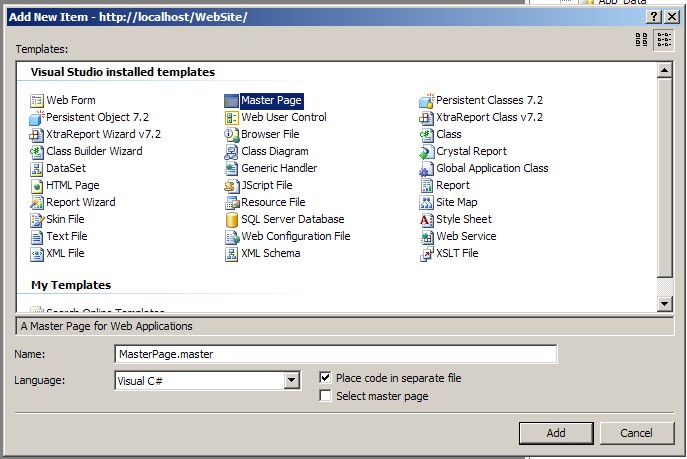 App_Data
Add New Item - http://localhost/WebSite/
Templates:
Visual Studio installed templates
Web Form Master Page Persistent Classes 7.2
Persistent Object 7.2 Web User Control XtraReport Class v7.2
XtraReport Wizard v7.2 Browser File Class
Class Builder Wizard Class Diagram Crystal Report
DataSet Generic Handler Global Application Class
HTML Page JScript File Report
Report Wizard Resource File Site Map
Skin File SQL Server Database Style Sheet
Text File Web Configuration File Web Service
XML File XML Schema XSLT File
My Templates
Search Online Templates
A Master Page for Web Applications
Name: MasterPage.master
Language: Visual C# Place code in separate file
Select master page
Add Cancel